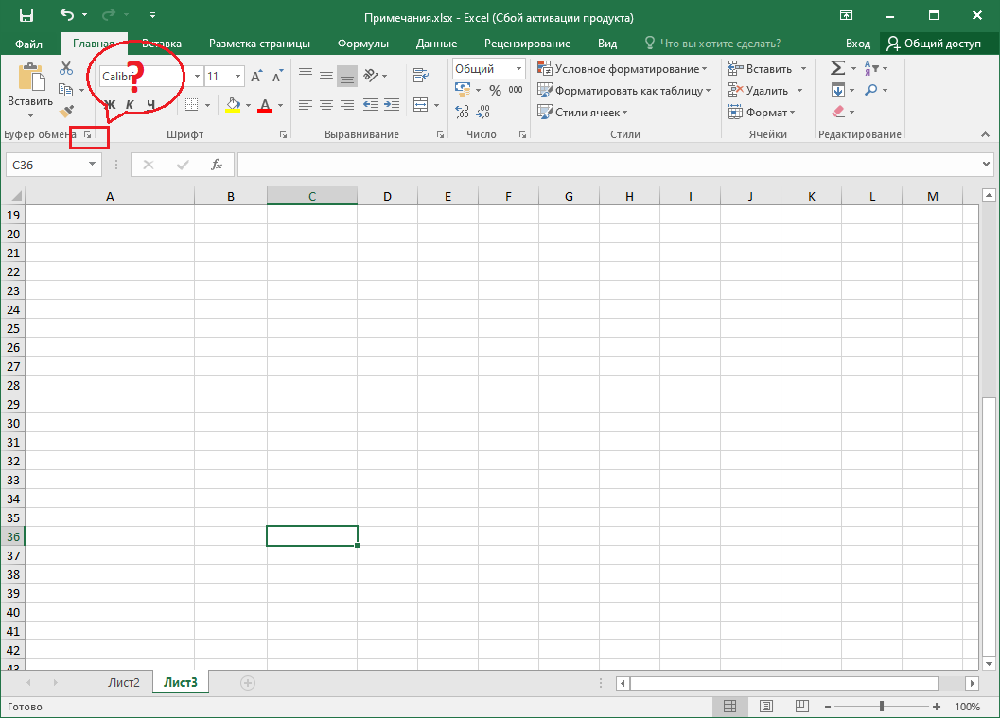 Примечания.xlsx - Excel (Сбой активации продукта)
Файл Главная Вставка Разметка страницы Формулы Данные Рецензирование Вид Что вы хотите сделать? Вход Общий доступ
Calibri 11 Общий Условное форматирование Вставить Σ
? % 000 Форматировать как таблицу Удалить
Вставить Ж К Ч Стили ячеек Формат
Буфер обмена Шрифт Выравнивание Число Стили Ячейки Редактирование
C36 fx
A B C D E F G H I J K L M
19
20
21
22
23
24
25
26
27
28
29
30
31
32
33
34
35
36
37
38
39
40
41
42
43
Лист2 Лист3
Готово 100%